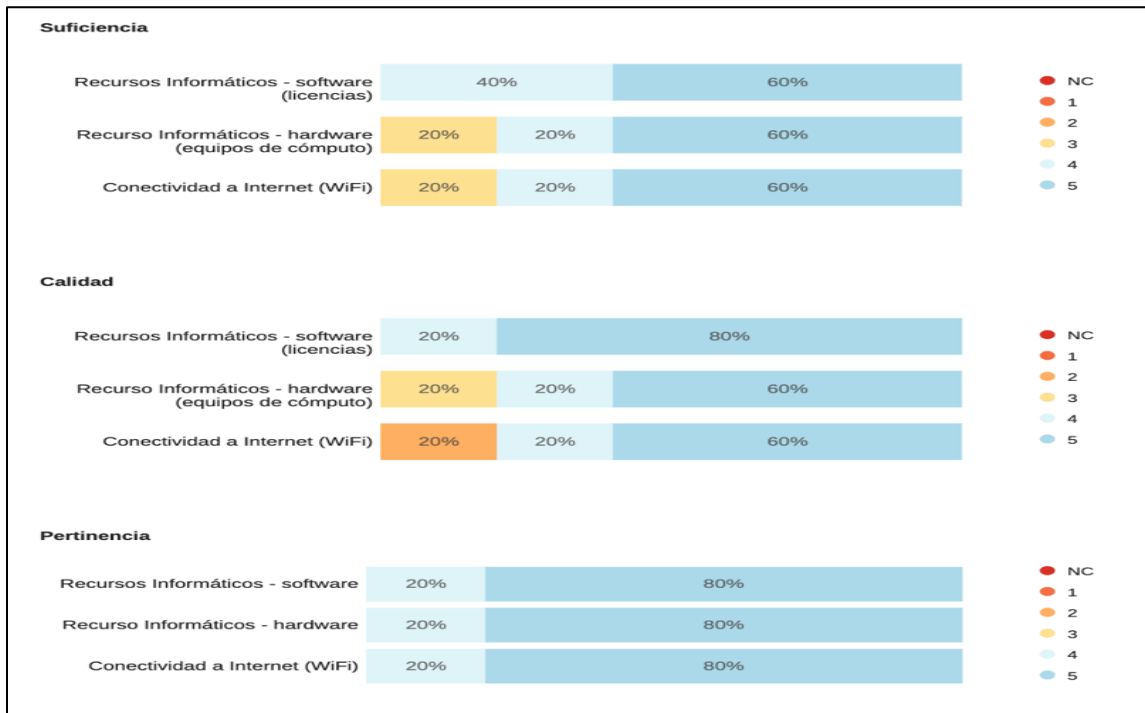 Suficiencia
Recursos Informáticos - software
(licencias)
40%
60%
Recurso Informáticos - hardware
(equipos de cómputo)
20%
20%
60%
Conectividad a Internet (WiFi)
20%
20%
60%
NC
1
2
3
4
5
Calidad
Recursos Informáticos - software
(licencias)
20%
80%
Recurso Informáticos - hardware
(equipos de cómputo)
20%
20%
60%
Conectividad a Internet (WiFi)
20%
20%
60%
NC
1
2
3
4
5
Pertinencia
Recursos Informáticos - software
20%
80%
Recurso Informáticos - hardware
20%
80%
Conectividad a Internet (WiFi)
20%
80%
NC
1
2
3
4
5